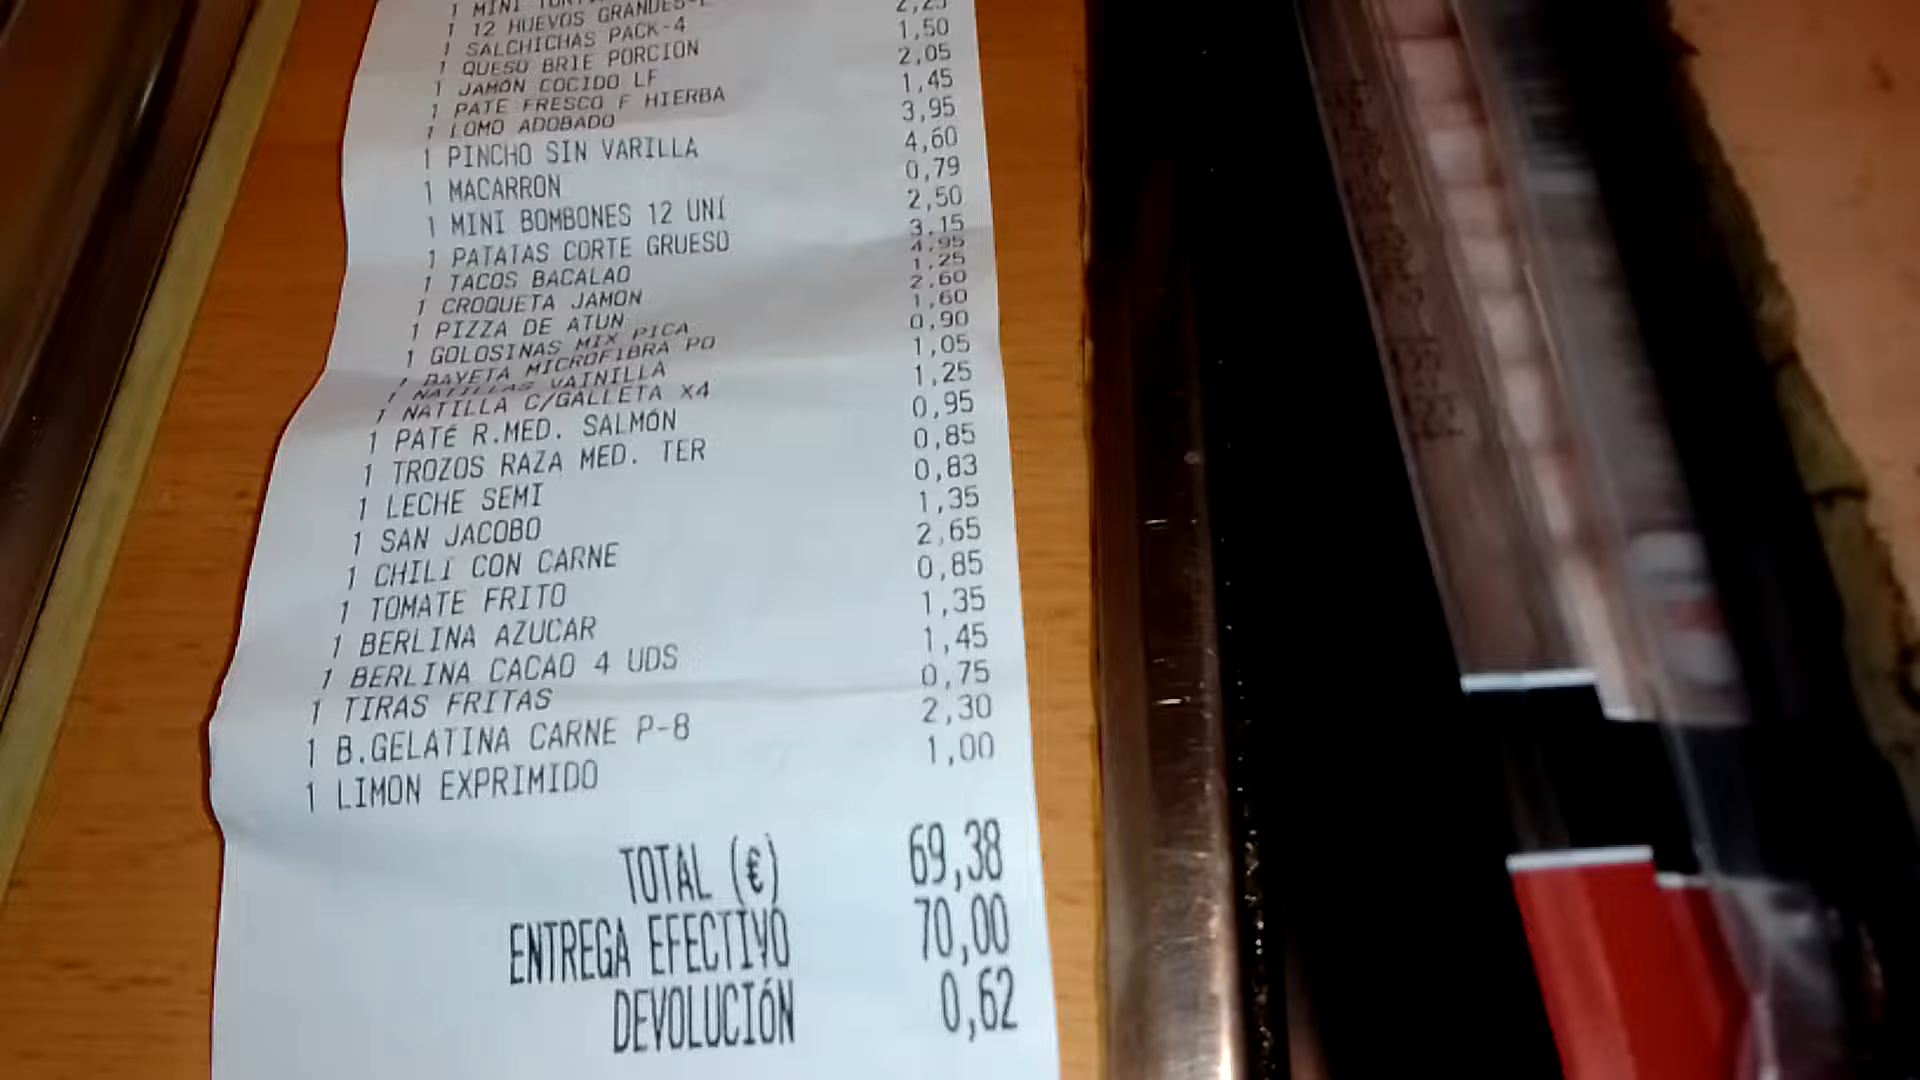 1 MINI
1 12 HUEVOS GRANDES-L 2,25
1 SALCHICHAS PACK-4 1,50
1 QUESO BRIE PORCION 2,05
1 JAMÓN COCIDO LF 1,45
1 PATE FRESCO F HIERBA 3,95
1 LOMO ADOBADO 4,60
1 PINCHO SIN VARILLA 0,79
1 MACARRON 2,50
1 MINI BOMBONES 12 UNI 3,15
1 PATATAS CORTE GRUESO 4,95
1 TACOS BACALAO 1,25
1 CROQUETA JAMON 2,60
1 PIZZA DE ATUN 1,60
1 GOLOSINAS MIX PICA 0,90
1 BAYETA MICROFIBRA PO 1,05
1 NATILLAS VAINILLA 1,25
1 NATILLA C/GALLETA X4 0,95
1 PATÉ R.MED. SALMÓN 0,85
1 TROZOS RAZA MED. TER 0,83
1 LECHE SEMI 1,35
1 SAN JACOBO 2,65
1 CHILI CON CARNE 0,85
1 TOMATE FRITO 1,35
1 BERLINA AZUCAR 1,45
1 BERLINA CACAO 4 UDS 0,75
1 TIRAS FRITAS 2,30
1 B.GELATINA CARNE P-8 1,00
1 LIMON EXPRIMIDO
TOTAL (€) 69,38
ENTREGA EFECTIVO 70,00
DEVOLUCIÓN 0,62